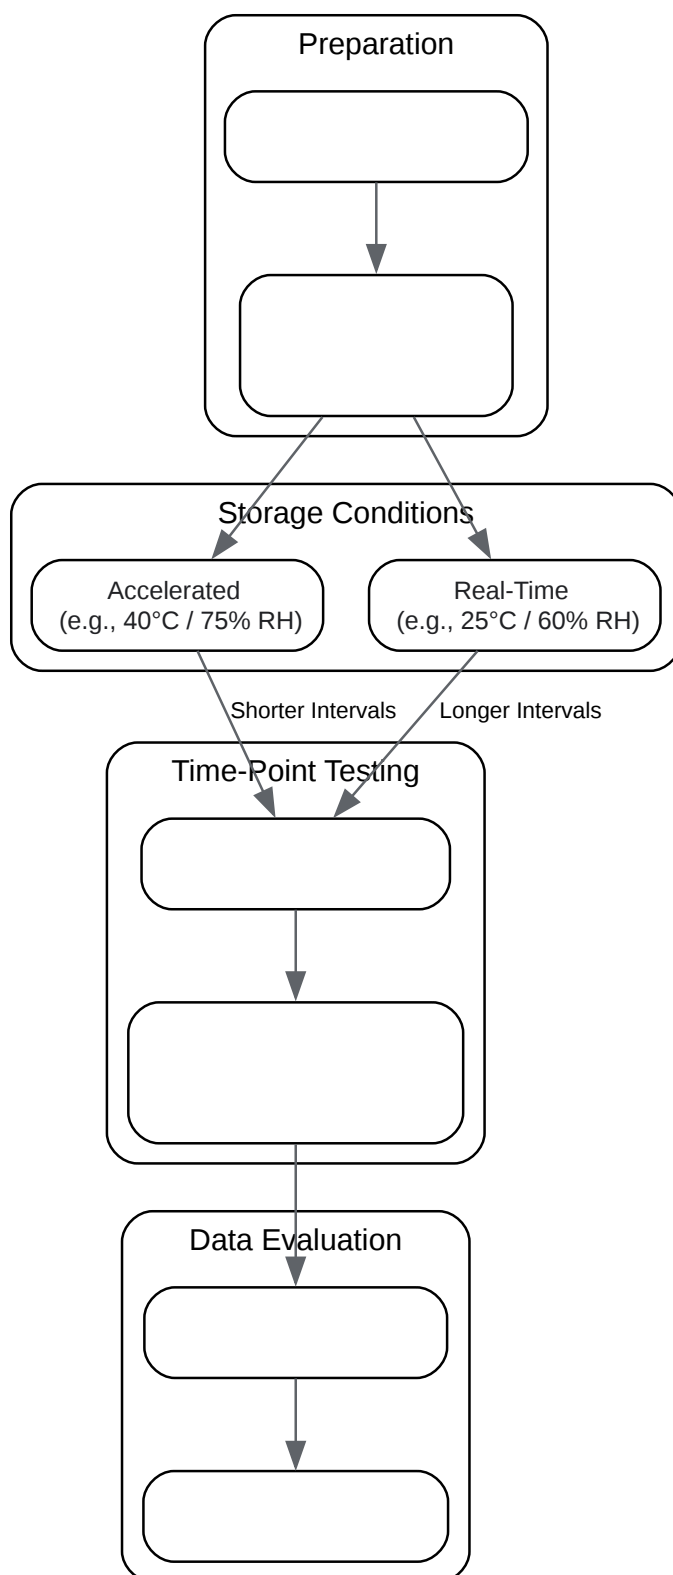 Preparation
Storage Conditions
Accelerated
(e.g., 40°C / 75% RH)
Real-Time
(e.g., 25°C / 60% RH)
Shorter Intervals
Longer Intervals
Time-Point Testing
Data Evaluation